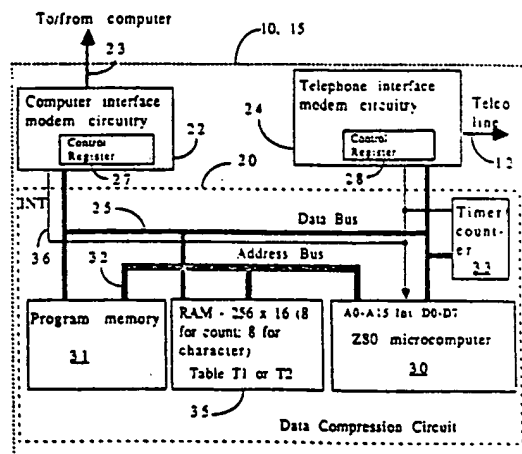 To/from computer
23
10, 15
Computer interface
modem circuitry
Control
Register
27
22
Telephone interface
modem circuitry
24
Control
Register
28
Telco
line
12
20
INT
25
Data Bus
Timer
count-
er
33
36
32
Address Bus
Program memory
31
RAM - 256 x 16 (8
for count: 8 for
character)
Table T1 or T2
35
A0-A15 Int D0-D7
Z80 microcomputer
30
Data Compression Circuit